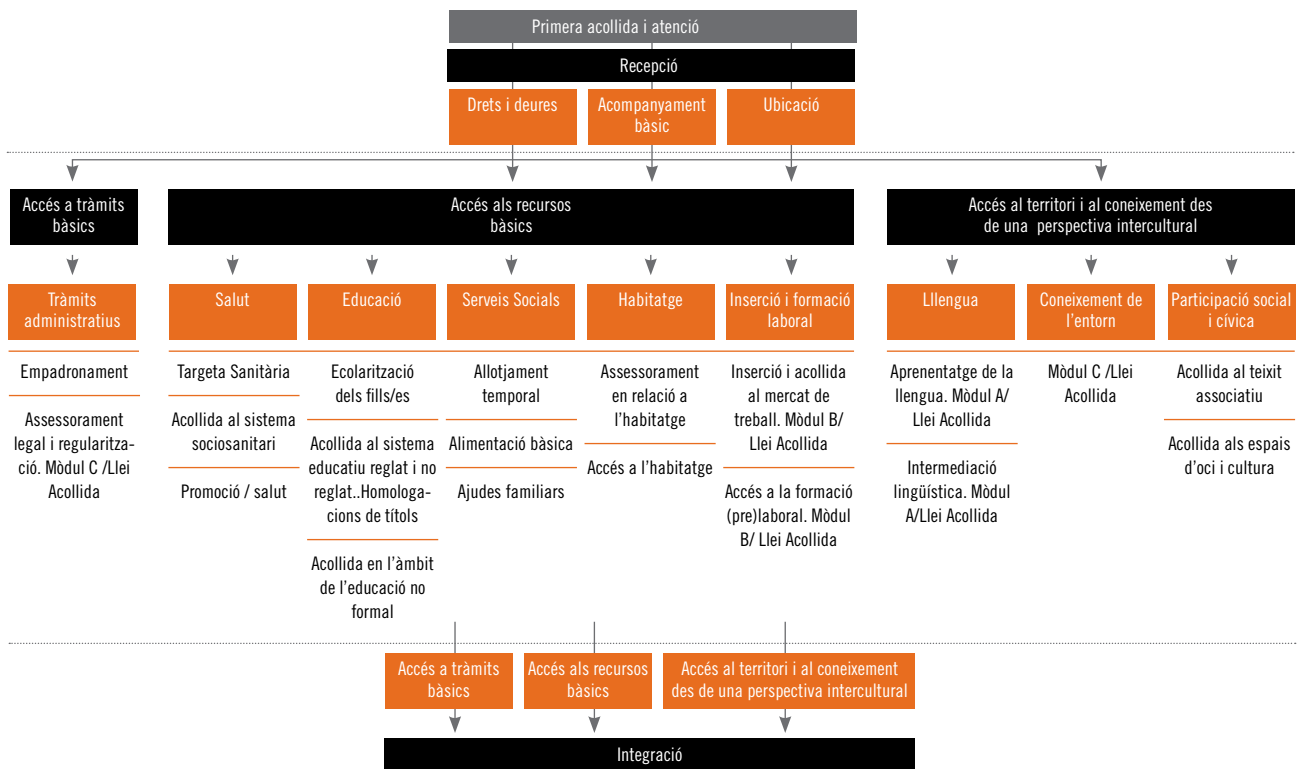 Primera acollida i atenció
Recepció
Drets i deures
Acompanyament
bàsic
Ubicació
Accés a tràmits
bàsics
Accés als recursos
bàsics
Accés al territori i al coneixement des
de una perspectiva intercultural
Tràmits
administratius
Salut
Educació
Serveis Socials
Habitatge
Inserció i formació
laboral
Lllengua
Coneixement de
l'entorn
Participació social
i cívica
Empadronament
Assessorament
legal i regularitza-
ció. Mòdul C /Llei
Acollida
Targeta Sanitària
Acollida al sistema
sociosanitari
Promoció / salut
Ecolarització
dels fills/es
Acollida al sistema
educatiu reglat i no
reglat..Homologa-
cions de títols
Acollida en l'àmbit
de l'educació no
formal
Allotjament
temporal
Alimentació bàsica
Ajudes familiars
Assessorament
en relació a
l'habitatge
Accés a l'habitatge
Inserció i acollida
al mercat de
treball. Mòdul B/
Llei Acollida
Accés a la formació
(pre)laboral. Mòdul
B/ Llei Acollida
Aprenentatge de la
llengua. Mòdul A/
Llei Acollida
Intermediació
lingüística. Mòdul
A/Llei Acollida
Mòdul C /Llei
Acollida
Acollida al teixit
associatiu
Acollida als espais
d'oci i cultura
Accés a tràmits
bàsics
Accés als recursos
bàsics
Accés al territori i al coneixement
des de una perspectiva intercultural
Integració